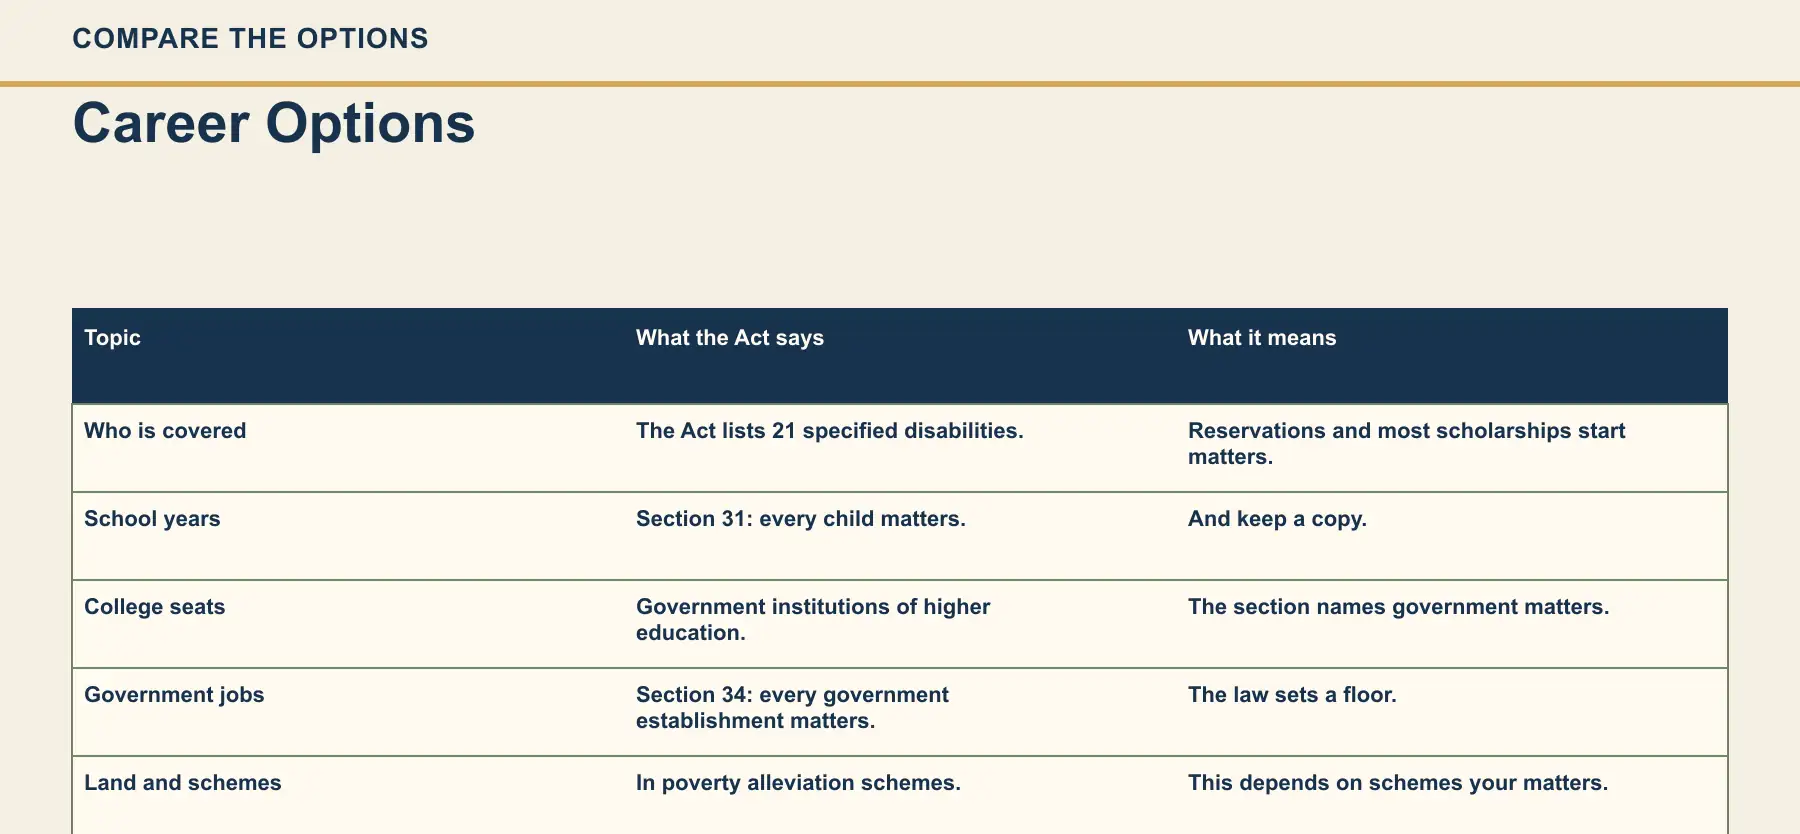 COMPARE THE OPTIONS
Career Options
Topic
What the Act says
What it means
Who is covered
The Act lists 21 specified disabilities.
Reservations and most scholarships start
matters.
School years
Section 31: every child matters.
And keep a copy.
College seats
Government institutions of higher
education.
The section names government matters.
Government jobs
Section 34: every government
establishment matters.
The law sets a floor.
Land and schemes
In poverty alleviation schemes.
This depends on schemes your matters.